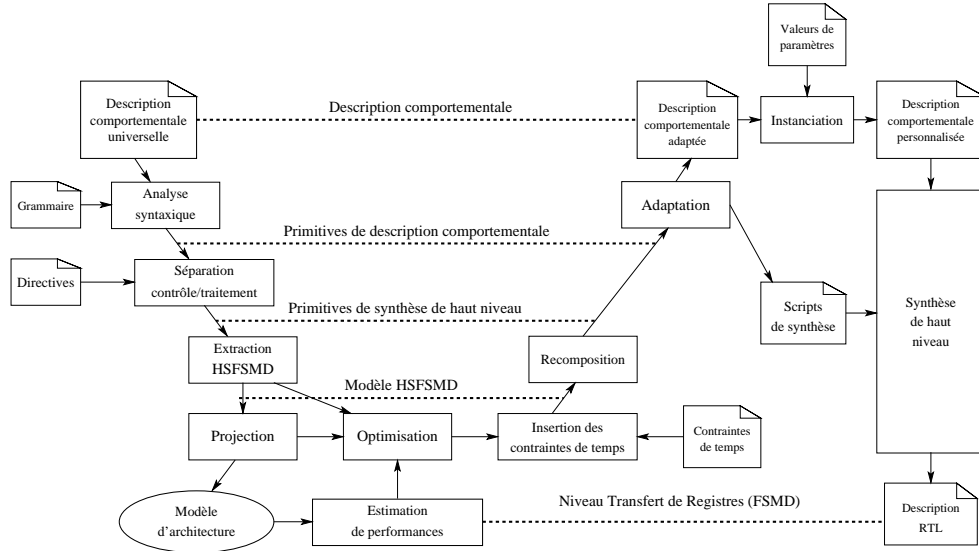 Valeurs de
paramètres
Description
comportementale
universelle
Description comportementale
Description
comportementale
adaptée
Instanciation
Description
comportementale
personnalisée
Grammaire
Analyse
syntaxique
Adaptation
Primitives de description comportementale
Directives
Séparation
contrôle/traitement
Scripts
de synthèse
Synthèse
de haut
niveau
Primitives de synthèse de haut niveau
Extraction
HSFSMD
Recomposition
Modèle HSFSMD
Projection
Optimisation
Insertion des
contraintes de temps
Contraintes
de temps
Modèle
d'architecture
Estimation
de performances
Niveau Transfert de Registres (FSMD)
Description
RTL